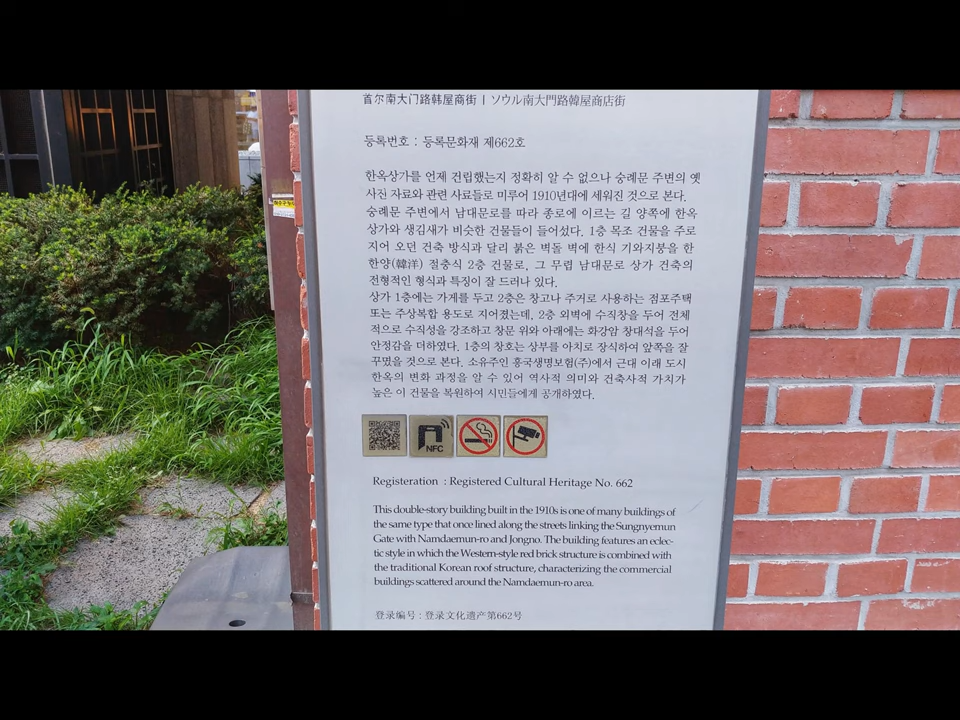 首尔南大门路韩屋商街 | ソウル南大門路韓屋商店街
등록번호 : 등록문화재 제662호
한옥상가를 언제 건립했는지 정확히 알 수 없으나 숭례문 주변의 옛
사진 자료와 관련 사료들로 미루어 1910년대에 세워진 것으로 본다.
숭례문 주변에서 남대문로를 따라 종로에 이르는 길 양쪽에 한옥
상가와 생김새가 비슷한 건물들이 들어섰다. 1층 목조 건물을 주로
지어 오던 건축 방식과 달리 붉은 벽돌 벽에 한식 기와지붕을 한
한양(韓洋) 절충식 2층 건물로, 그 무렵 남대문로 상가 건축의
전형적인 형식과 특징이 잘 드러나 있다.
상가 1층에는 가게를 두고 2층은 창고나 주거로 사용하는 점포주택
또는 주상복합 용도로 지어졌는데, 2층 외벽에 수직창을 두어 전체
적으로 수직성을 강조하고 창문 위와 아래에는 화강암 창대석을 두어
안정감을 더하였다. 1층의 창호는 상부를 아치로 장식하여 앞쪽을 잘
꾸몄을 것으로 본다. 소유주인 흥국생명보험(주)에서 근대 이래 도시
한옥의 변화 과정을 알 수 있어 역사적 의미와 건축사적 가치가
높은 이 건물을 복원하여 시민들에게 공개하였다.
NFC
Registeration : Registered Cultural Heritage No. 662
This double-story building built in the 1910s is one of many buildings of
the same type that once lined along the streets linking the Sungnyemun
Gate with Namdaemun-ro and Jongno. The building features an eclec-
tic style in which the Western-style red brick structure is combined with
the traditional Korean roof structure, characterizing the commercial
buildings scattered around the Namdaemun-ro area.
登录编号 : 登录文化遗产第662号